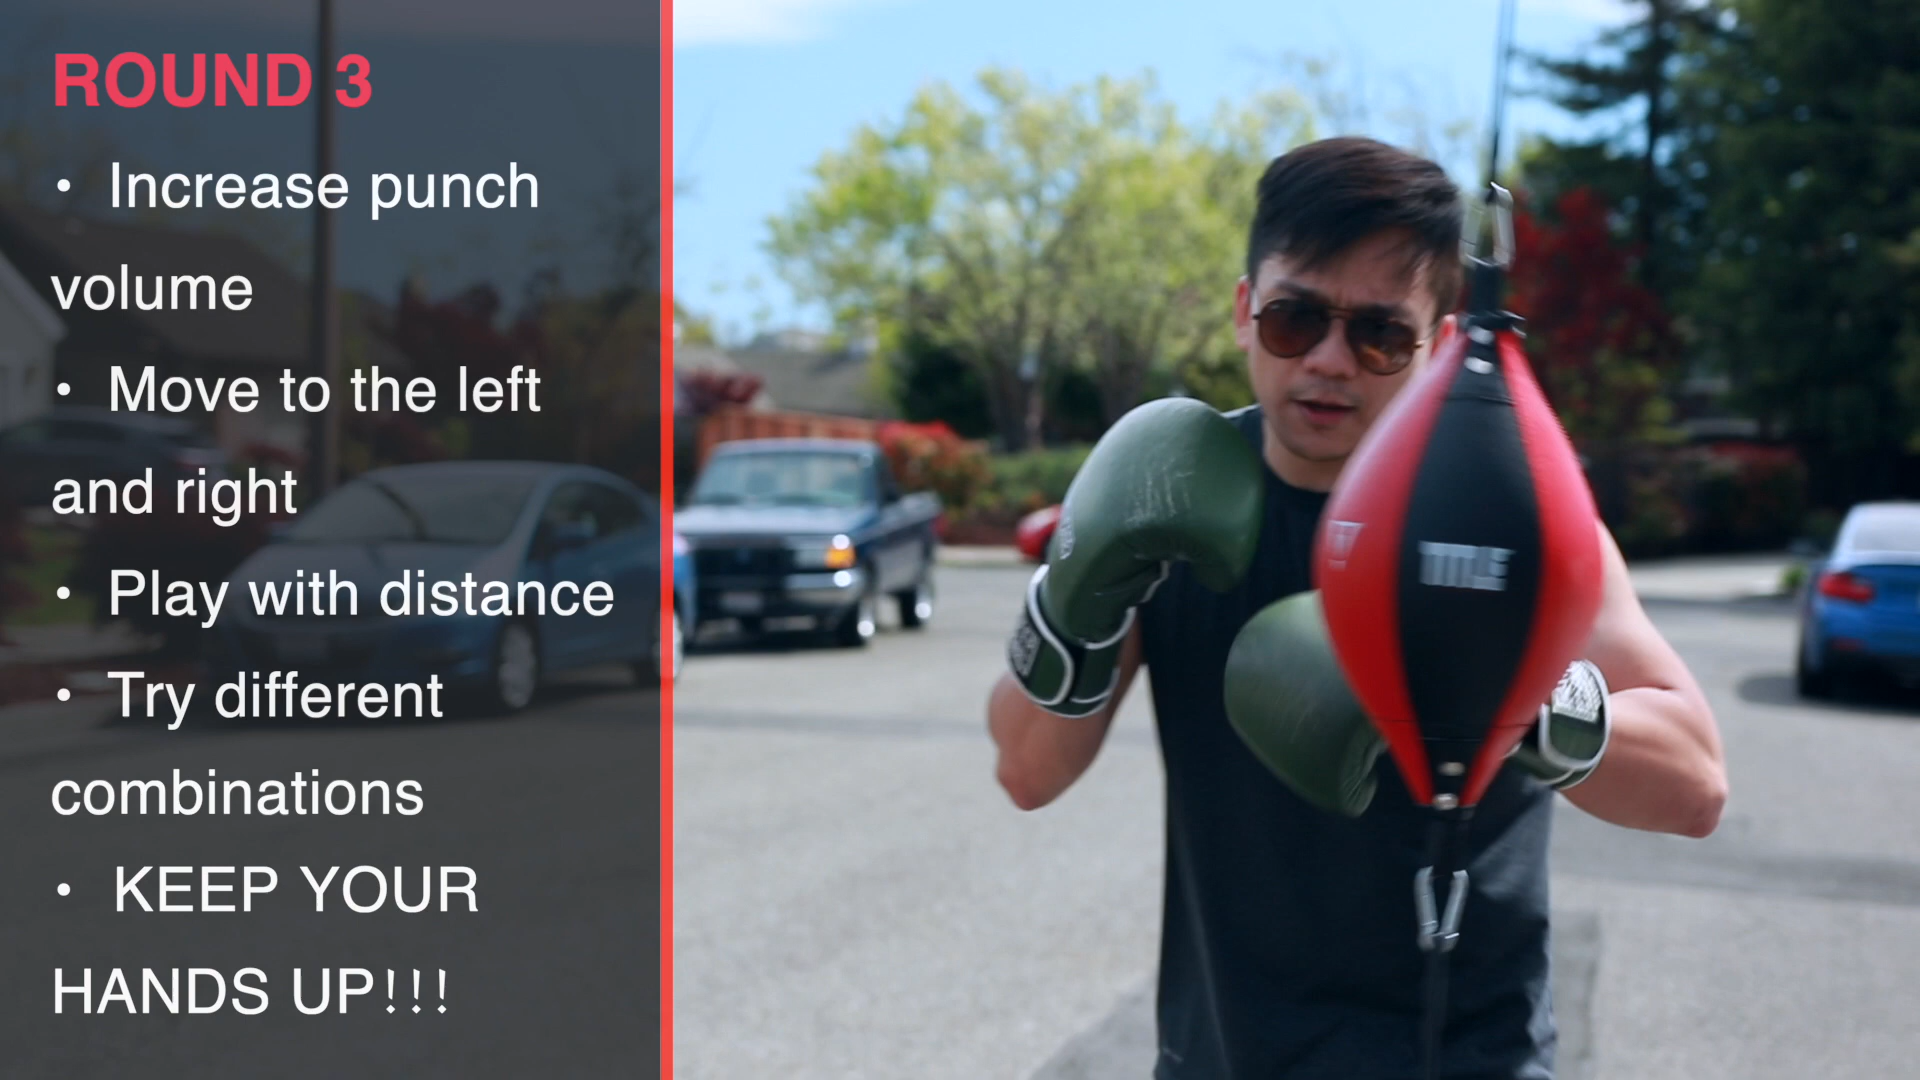 ROUND 3
• Increase punch
volume
• Move to the left
and right
• Play with distance
• Try different
combinations
• KEEP YOUR
HANDS UP!!!
TITLE